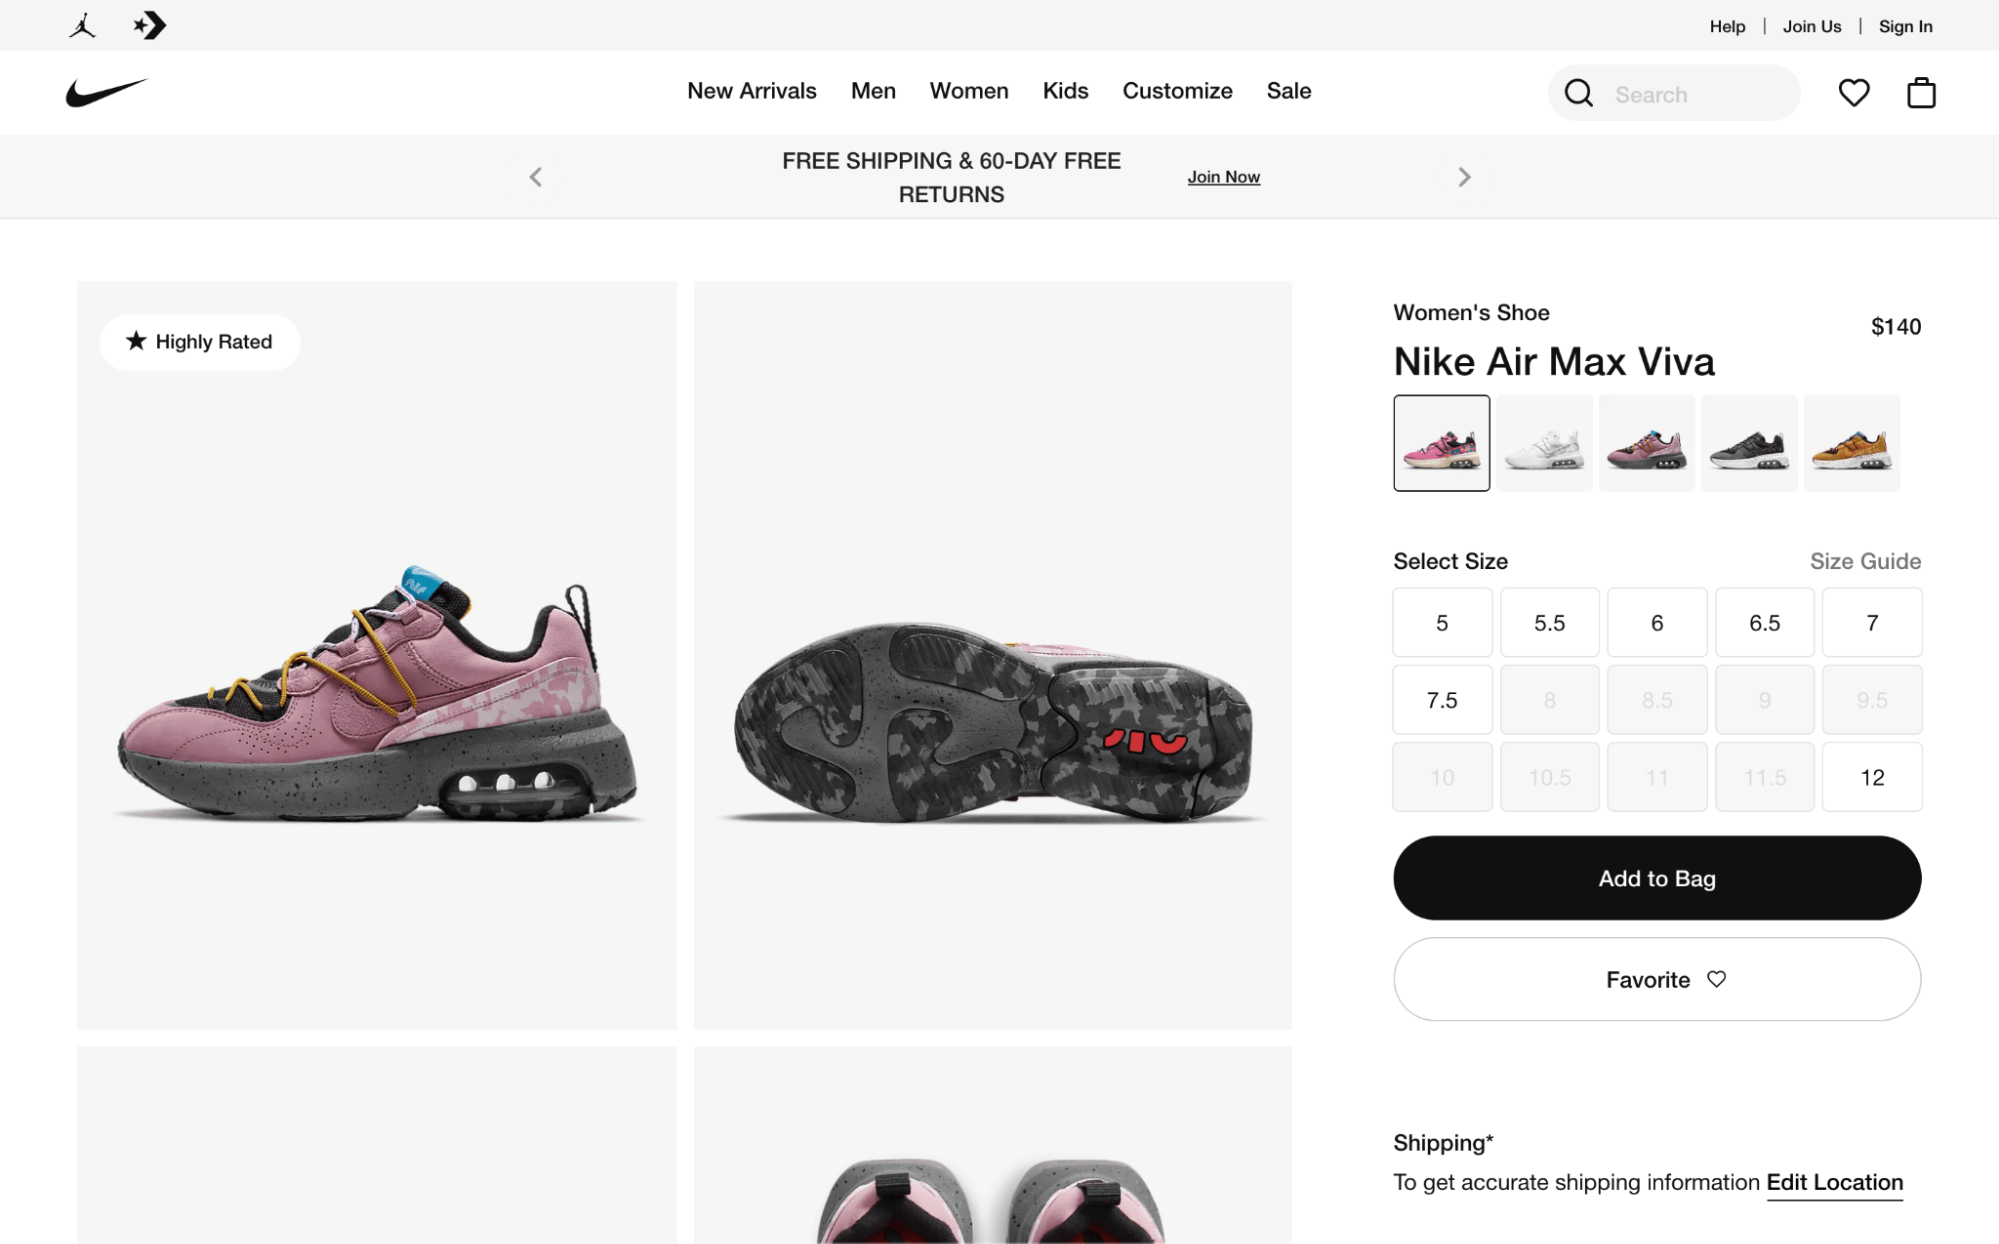 Help | Join Us | Sign In
New Arrivals Men Women Kids Customize Sale
Search
FREE SHIPPING & 60-DAY FREE
RETURNS
Join Now
★ Highly Rated
Air
Women's Shoe
$140
Nike Air Max Viva
Select Size
Size Guide
5 5.5 6 6.5 7
7.5 8 8.5 9 9.5
10 10.5 11 11.5 12
Add to Bag
Favorite
Shipping*
To get accurate shipping information Edit Location